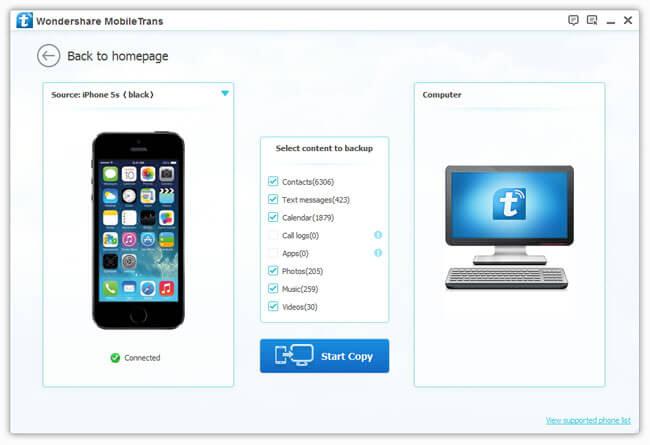 Wondershare MobileTrans
Back to homepage
Source: iPhone 5s ( black)
Connected
Select content to backup
Contacts(6306)
Text messages(423)
Calendar(1879)
Call logs(0)
Apps(0)
Photos(205)
Music(259)
Videos(30)
Start Copy
Computer
View supported phone list